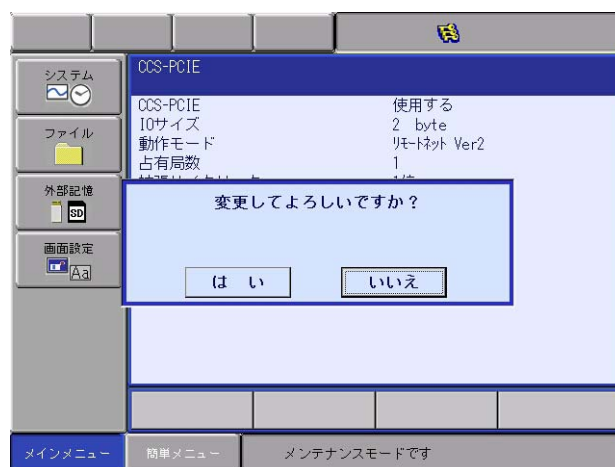 CCS-PCIE
システム
CCS-PCIE 使用する
IOサイズ 2 byte
ファイル
動作モード リモートネット Ver2
占有局数 1
外部記憶
SD
変更してよろしいですか？
画面設定
Aa
は い
いいえ
メインメニュー
簡単メニュー
メンテナンスモードです